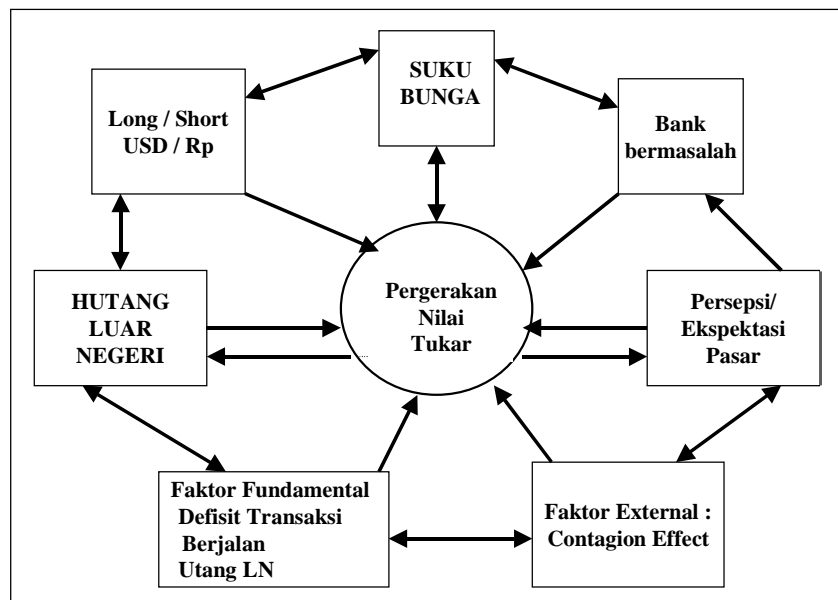 SUKU
BUNGA
Long / Short
USD / Rp
Bank
bermasalah
HUTANG
LUAR
NEGERI
Pergerakan
Nilai
Tukar
Persepsi/
Ekspektasi
Pasar
Faktor Fundamental
Defisit Transaksi
Berjalan
Utang LN
Faktor External :
Contagion Effect